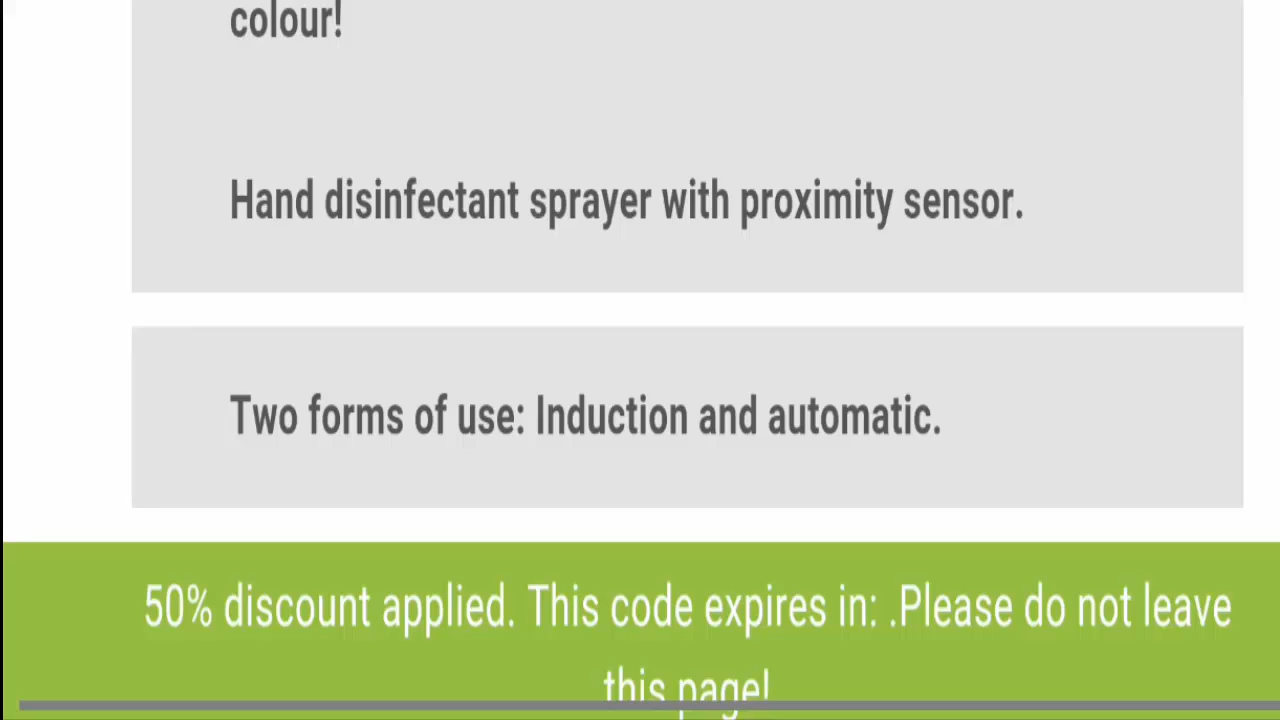 colour!
Hand disinfectant sprayer with proximity sensor.
Two forms of use: Induction and automatic.
50% discount applied. This code expires in: .Please do not leave
this page!